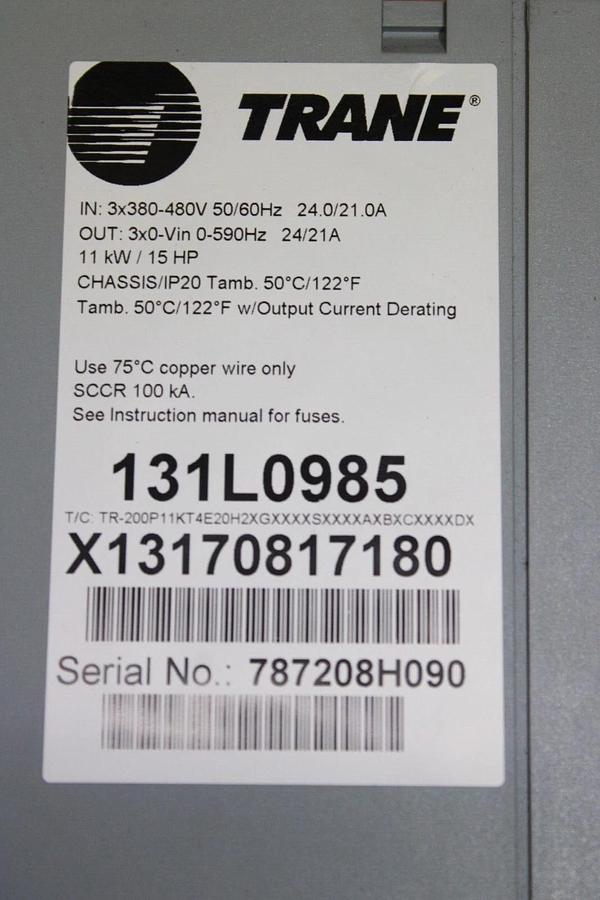 TRANE®
IN: 3x380-480V 50/60Hz 24.0/21.0A
OUT: 3x0-Vin 0-590Hz 24/21A
11 kW / 15 HP
CHASSIS/IP20 Tamb. 50°C/122°F
Tamb. 50°C/122°F w/Output Current Derating
Use 75°C copper wire only
SCCR 100 kA.
See Instruction manual for fuses.
131L0985
T/C: TR-200P11KT4E20H2XGXXXXSXXXXAXBXCXXXXDX
X13170817180
Serial No.: 787208H090